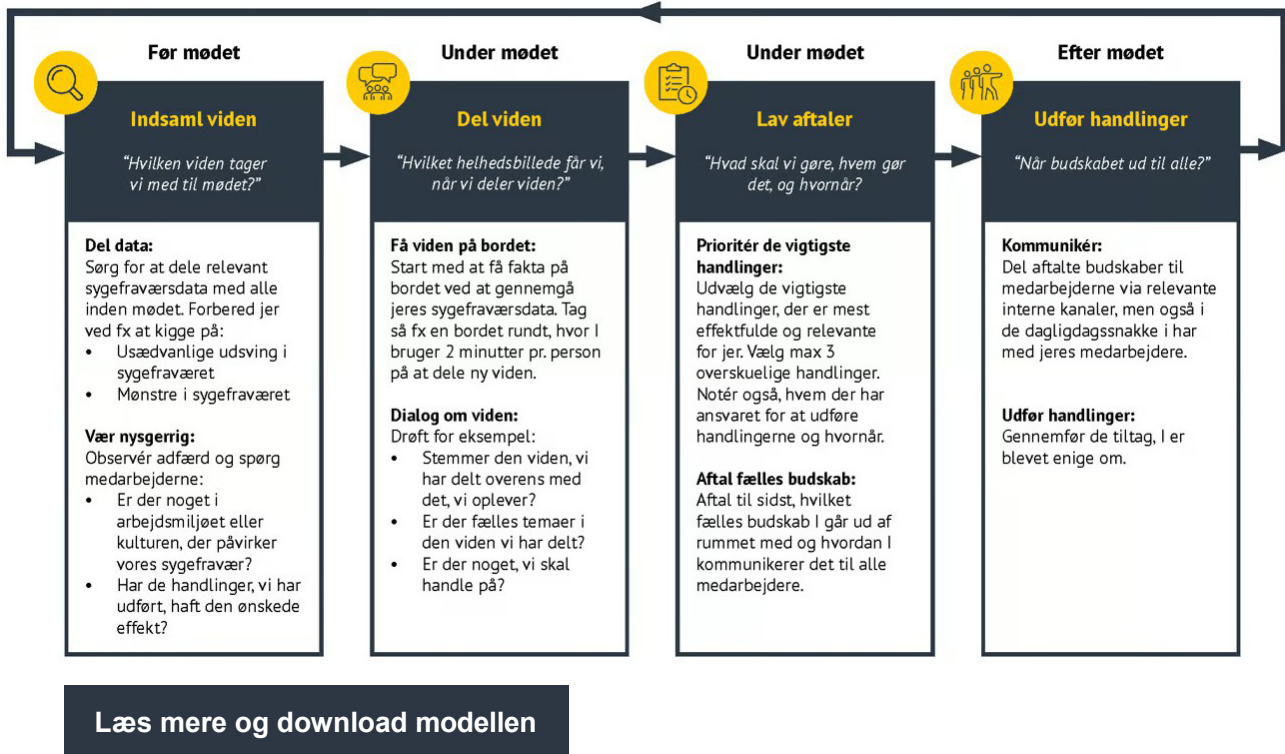 Før mødet
Indsaml viden
"Hvilken viden tager
vi med til mødet?"
Del data:
Sørg for at dele relevant
sygefraværsdata med alle
inden mødet. Forbered jer
ved fx at kigge på:
• Usædvanlige udsving i
sygefraværet
• Mønstre i sygefraværet
Vær nysgerrig:
Observér adfærd og spørg
medarbejderne:
• Er der noget i
arbejdsmiljøet eller
kulturen, der påvirker
vores sygefravær?
• Har de handlinger, vi har
udført, haft den ønskede
effekt?
Under mødet
Del viden
"Hvilket helhedsbillede får vi,
når vi deler viden?"
Få viden på bordet:
Start med at få fakta på
bordet ved at gennemgå
jeres sygefraværsdata. Tag
så fx en bordet rundt, hvor I
bruger 2 minutter pr. person
på at dele ny viden.
Dialog om viden:
Drøft for eksempel:
• Stemmer den viden, vi
har delt overens med
det, vi oplever?
• Er der fælles temaer i
den viden vi har delt?
• Er der noget, vi skal
handle på?
Under mødet
Lav aftaler
"Hvad skal vi gøre, hvem gør
det, og hvornår?
Prioritér de vigtigste
handlinger:
Udvælg de vigtigste
handlinger, der er mest
effektfulde og relevante
for jer. Vælg max 3
overskuelige handlinger.
Notér også, hvem der har
ansvaret for at udføre
handlingerne og hvornår.
Aftal fælles budskab:
Aftal til sidst, hvilket
fælles budskab I går ud af
rummet med og hvordan I
kommunikerer det til alle
medarbejdere.
Efter mødet
Udfør handlinger
"Når budskabet ud til alle?"
Kommunikér:
Del aftalte budskaber til
medarbejderne via relevante
interne kanaler, men også i
de dagligdagssnakke i har
med jeres medarbejdere.
Udfør handlinger:
Gennemfør de tiltag, I er
blevet enige om.
Læs mere og download modellen